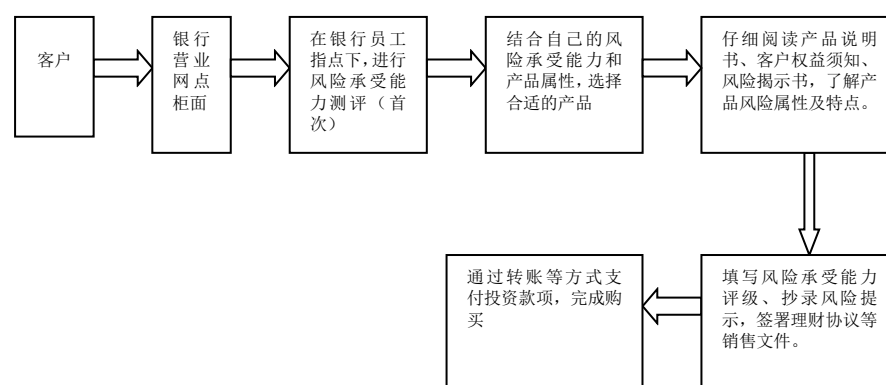 客户
银行
营业
网点
柜面
在银行员工
指点下，进行
风险承受能
力测评（首
次）
结合自己的风
险承受能力和
产品属性，选择
合适的产品
仔细阅读产品说明
书、客户权益须知、
风险揭示书，了解产
品风险属性及特点。
填写风险承受能力
评级、抄录风险提
示，签署理财协议等
销售文件。
通过转账等方式支
付投资款项，完成购
买